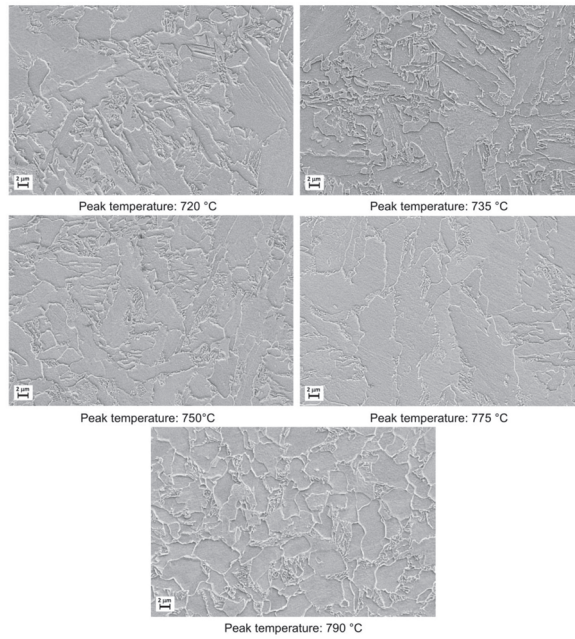 2 µm
2 µm
Peak temperature: 720 °C
Peak temperature: 735 °C
2 µm
2 µm
Peak temperature: 750°C
Peak temperature: 775 °C
2 µm
Peak temperature: 790 °C